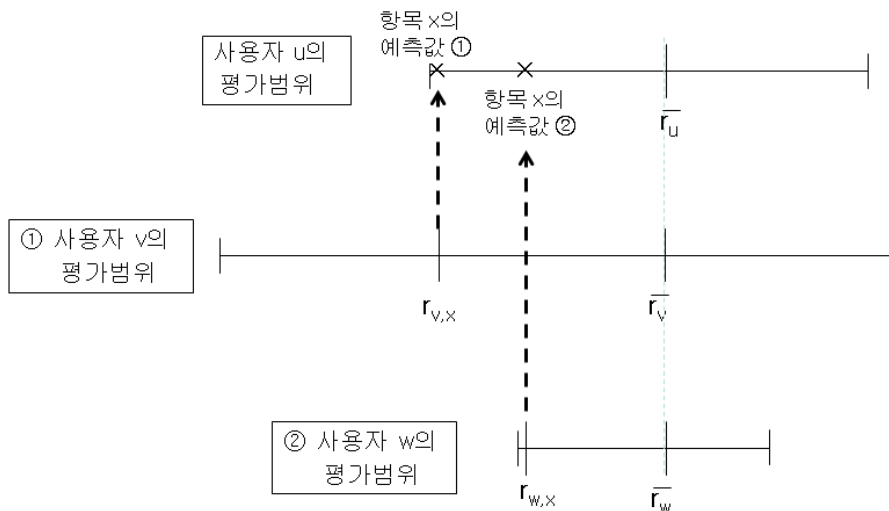 항목 x의
예측값 ①
사용자 u의
평가범위
항목 x의
예측값 ②
r̅u
① 사용자 v의
평가범위
rv,x
r̅v
② 사용자 w의
평가범위
rw,x
r̅w